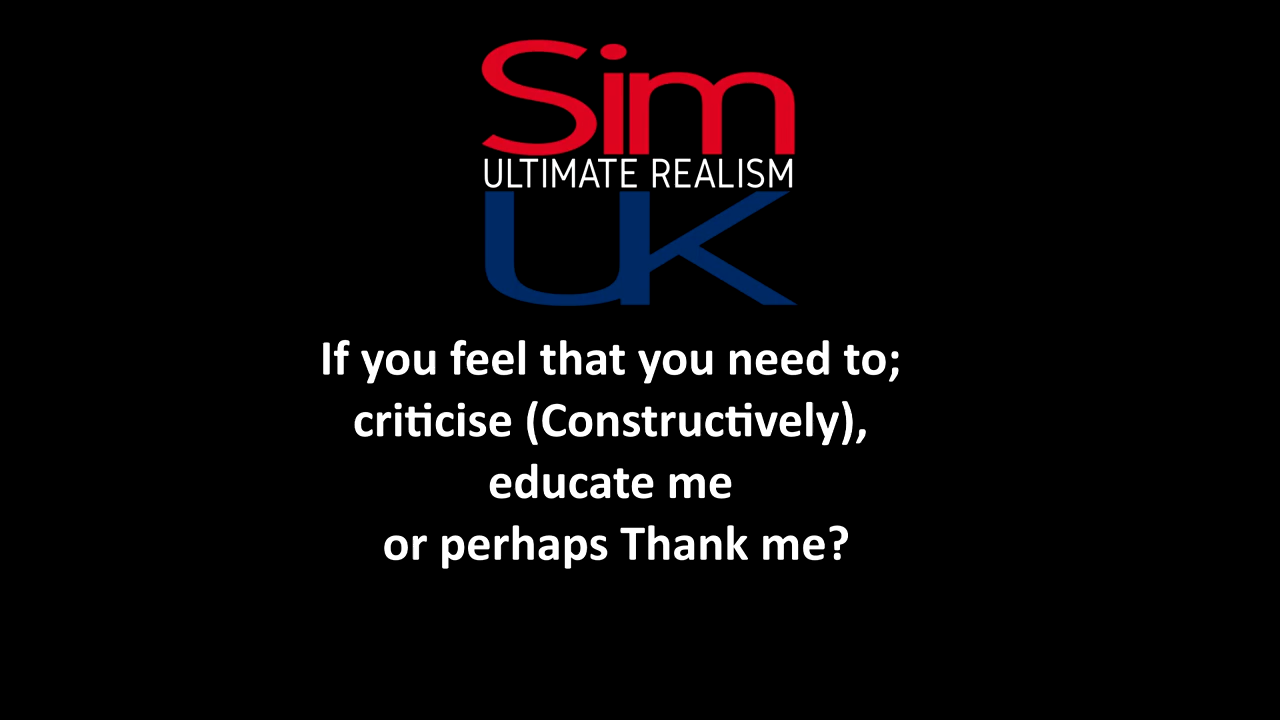 Sim
ULTIMATE REALISM
UK
If you feel that you need to;
criticise (Constructively),
educate me
or perhaps Thank me?